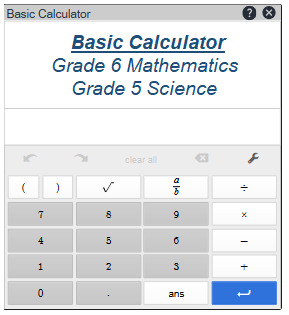 Basic Calculator
Basic Calculator
Grade 6 Mathematics
Grade 5 Science
clear all
( ) √ a/b ÷
7 8 9 ×
4 5 6 −
1 2 3 +
0 . ans